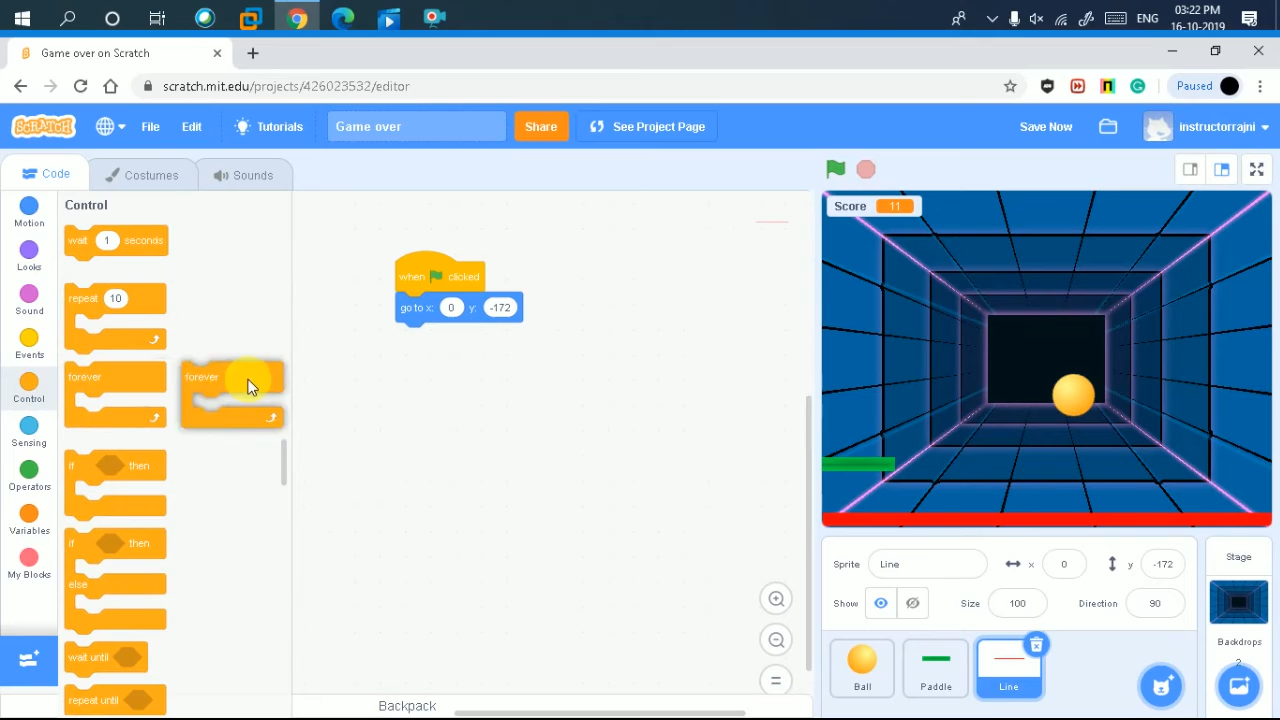 ENG
03:22 PM
16-10-2019
Game over on Scratch
scratch.mit.edu/projects/426023532/editor
Paused
SCRATCH
File
Edit
Tutorials
Game over
Share
See Project Page
Save Now
instructorrajni
Code
Costumes
Sounds
Motion
Looks
Sound
Events
Control
Sensing
Operators
Variables
My Blocks
Control
wait 1 seconds
repeat 10
forever
forever
if then
if then
else
wait until
repeat until
when clicked
go to x: 0 y: -172
Backpack
Score 11
Sprite Line x 0 y -172
Show Size 100 Direction 90
Ball
Paddle
Line
Stage
Backdrops
2